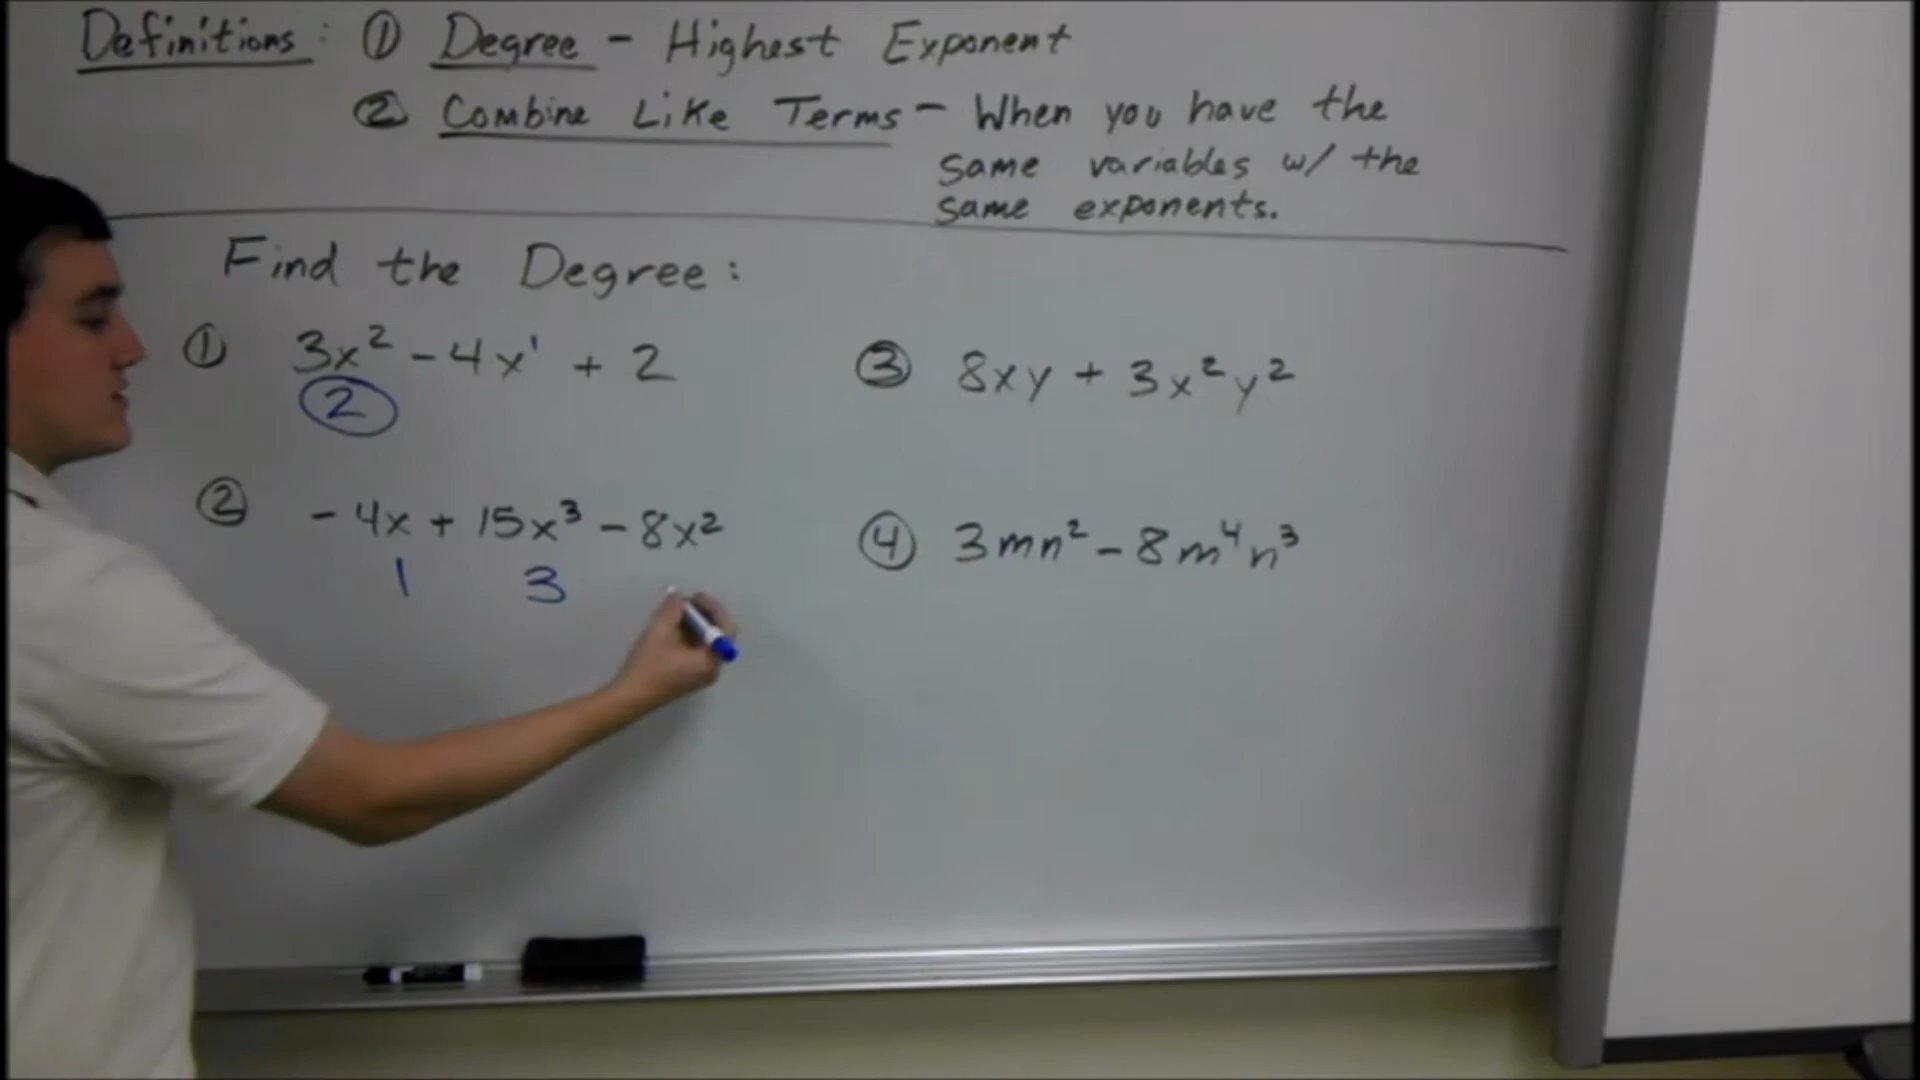 Definitions: ① Degree - Highest Exponent
② Combine Like Terms - When you have the
same variables w/ the
same exponents.
Find the Degree:
① 3x² - 4x¹ + 2
2
② - 4x + 15x³ - 8x²
1 3
③ 8xy + 3x²y²
④ 3mn² - 8m⁴n³